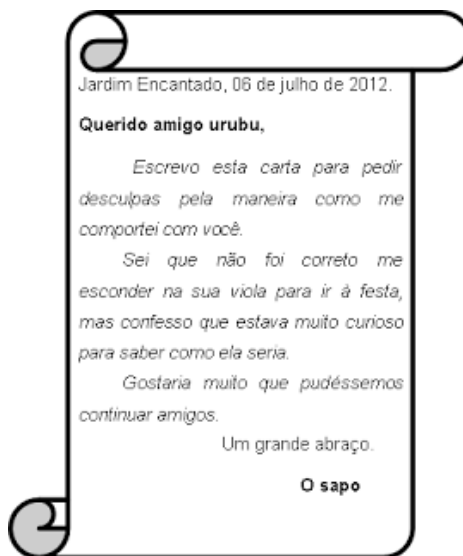 Jardim Encantado, 06 de julho de 2012.
Querido amigo urubu,
Escrevo esta carta para pedir
desculpas pela maneira como me
comportei com você.
Sei que não foi correto me
esconder na sua viola para ir à festa,
mas confesso que estava muito curioso
para saber como ela seria.
Gostaria muito que pudéssemos
continuar amigos.
Um grande abraço.
O sapo